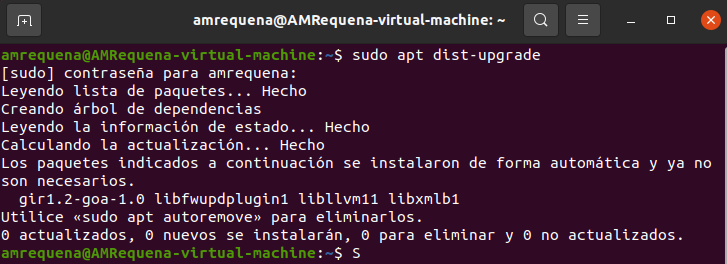 amrequena@AMRequena-virtual-machine: ~
amrequena@AMRequena-virtual-machine:~$ sudo apt dist-upgrade
[sudo] contraseña para amrequena:
Leyendo lista de paquetes... Hecho
Creando árbol de dependencias
Leyendo la información de estado... Hecho
Calculando la actualización... Hecho
Los paquetes indicados a continuación se instalaron de forma automática y ya no
son necesarios.
  gir1.2-goa-1.0 libfwupdplugin1 libllvm11 libxmlb1
Utilice «sudo apt autoremove» para eliminarlos.
0 actualizados, 0 nuevos se instalarán, 0 para eliminar y 0 no actualizados.
amrequena@AMRequena-virtual-machine:~$ S